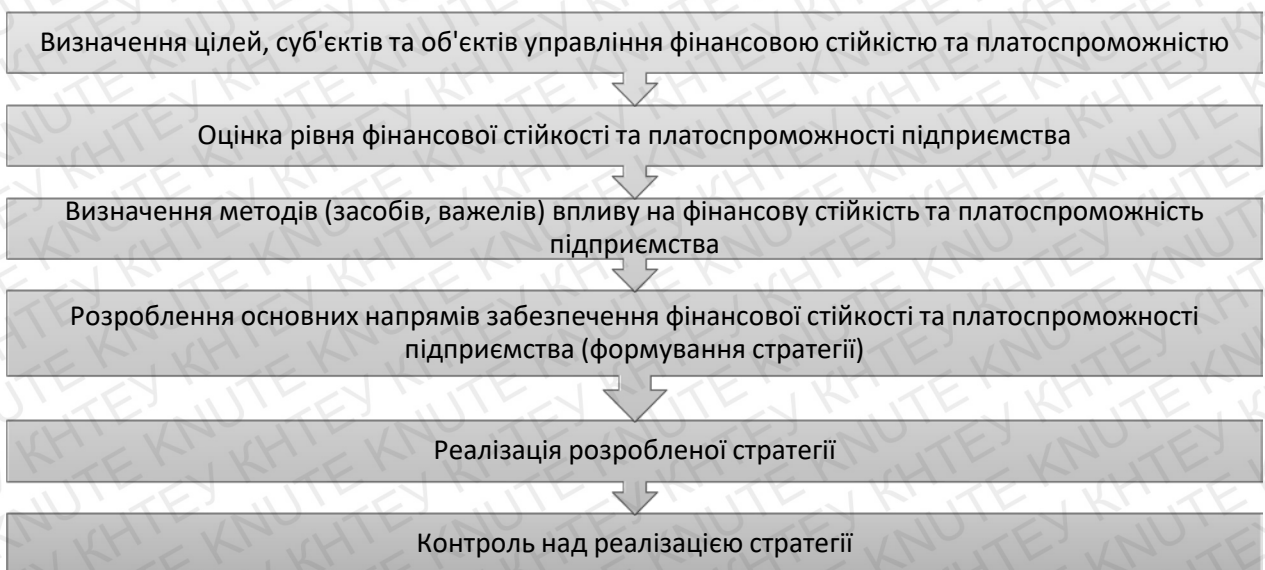 Визначення цілей, суб'єктів та об'єктів управління фінансовою стійкістю та платоспроможністю
Оцінка рівня фінансової стійкості та платоспроможності підприємства
Визначення методів (засобів, важелів) впливу на фінансову стійкість та платоспроможність
підприємства
Розроблення основних напрямів забезпечення фінансової стійкості та платоспроможності
підприємства (формування стратегії)
Реалізація розробленої стратегії
Контроль над реалізацією стратегії